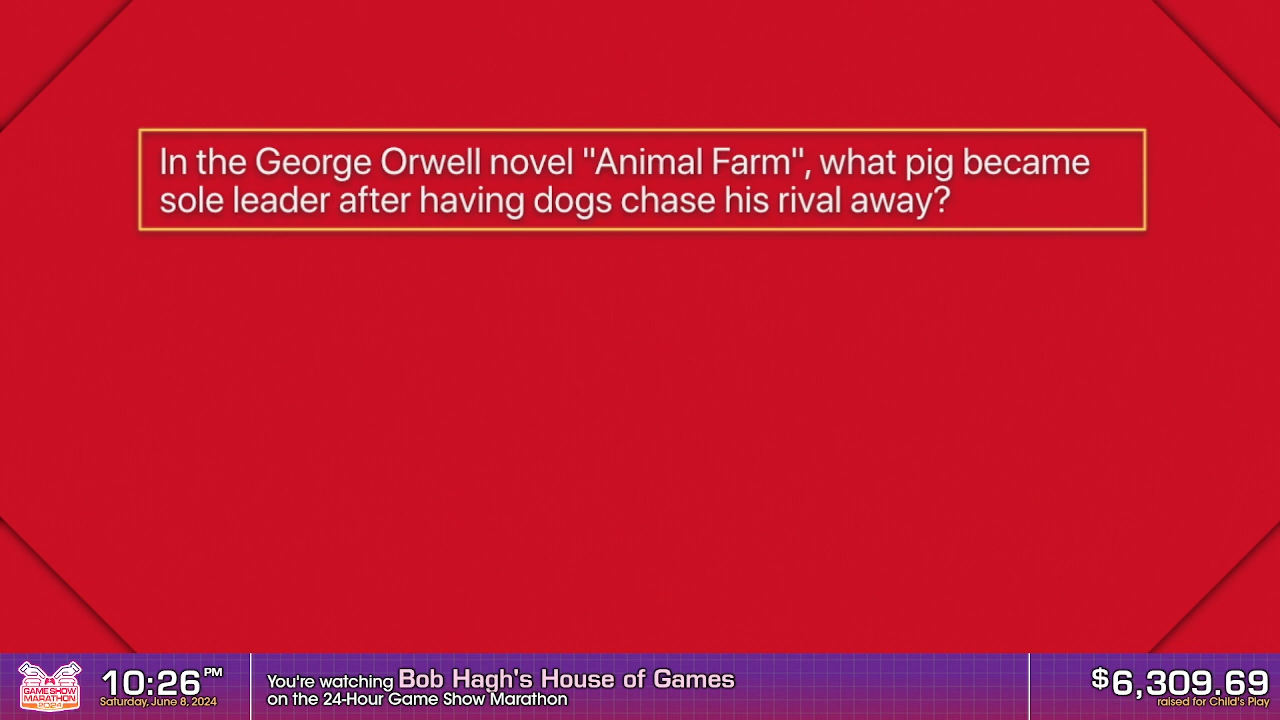 In the George Orwell novel "Animal Farm", what pig became
sole leader after having dogs chase his rival away?
GAME SHOW
MARATHON
2024
10:26 PM
Saturday, June 8, 2024
You're watching Bob Hagh's House of Games
on the 24-Hour Game Show Marathon
$6,309.69
raised for Child's Play